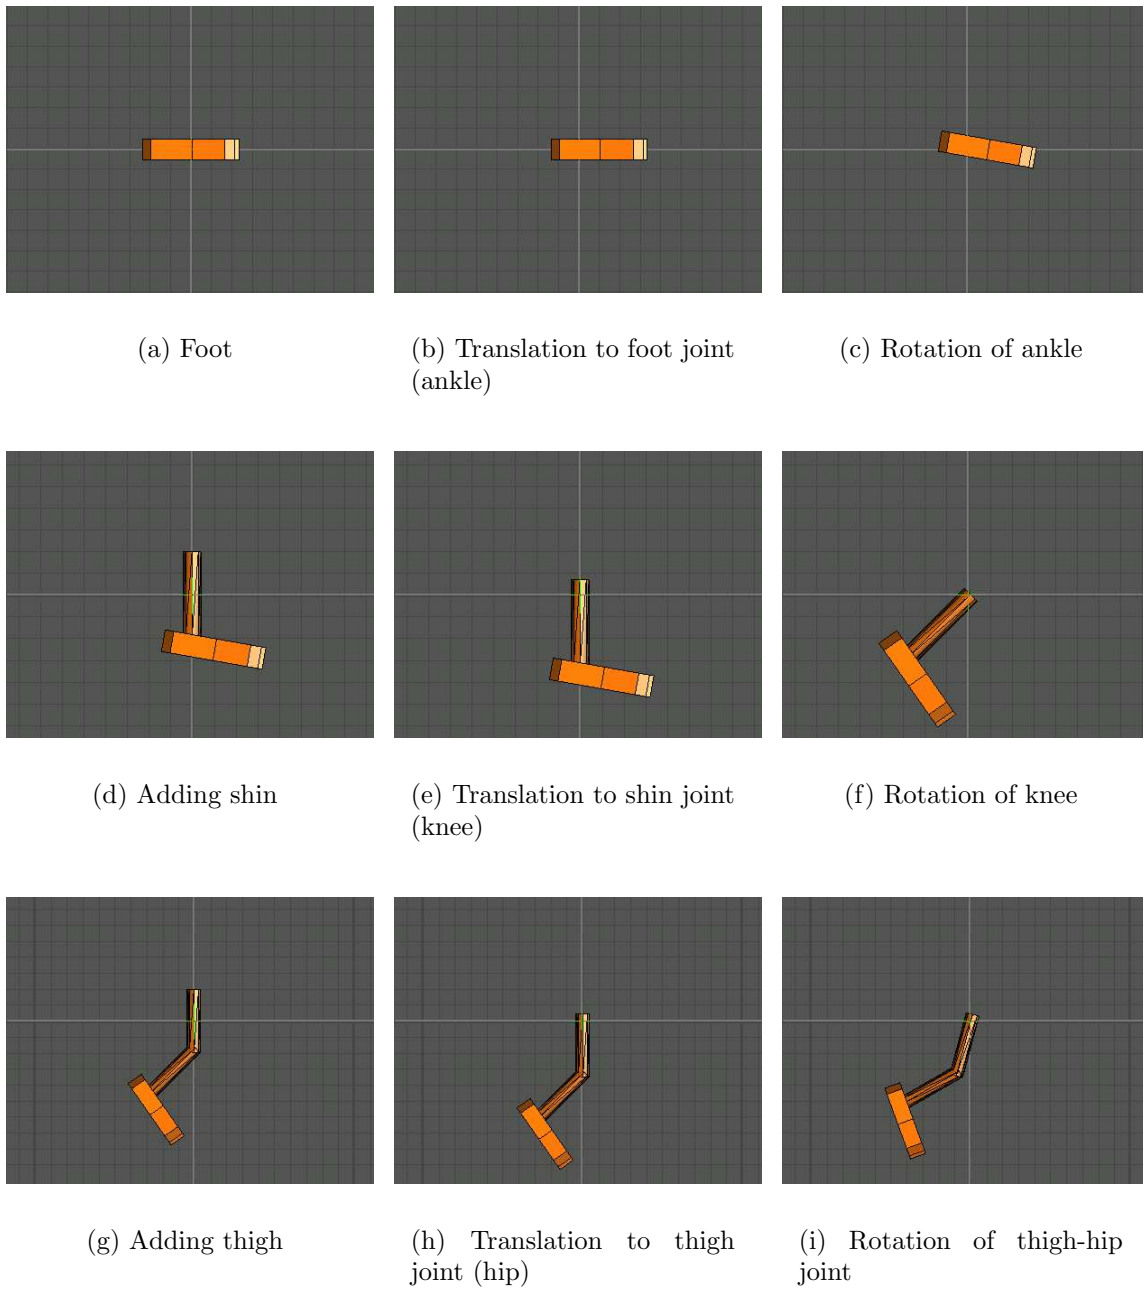 (a) Foot
(b) Translation to foot joint
(ankle)
(c) Rotation of ankle
(d) Adding shin
(e) Translation to shin joint
(knee)
(f) Rotation of knee
(g) Adding thigh
(h) Translation to thigh
joint (hip)
(i) Rotation of thigh-hip
joint